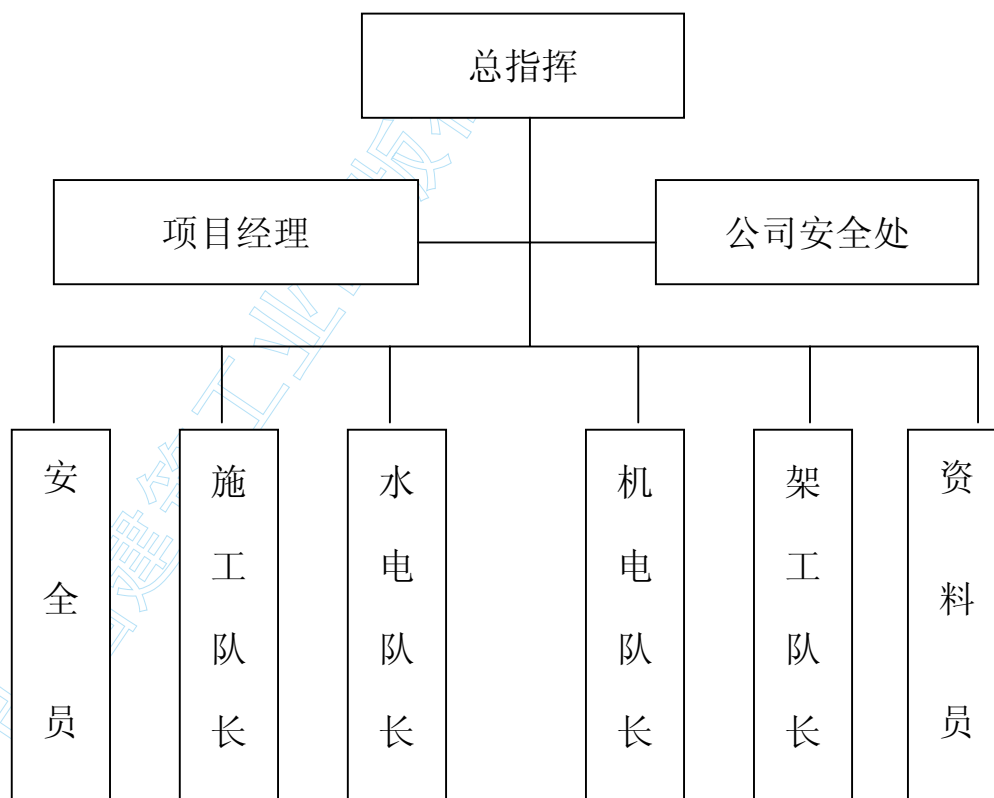 总指挥
项目经理
公司安全处
安全员
施工队长
水电队长
机电队长
架工队长
资料员